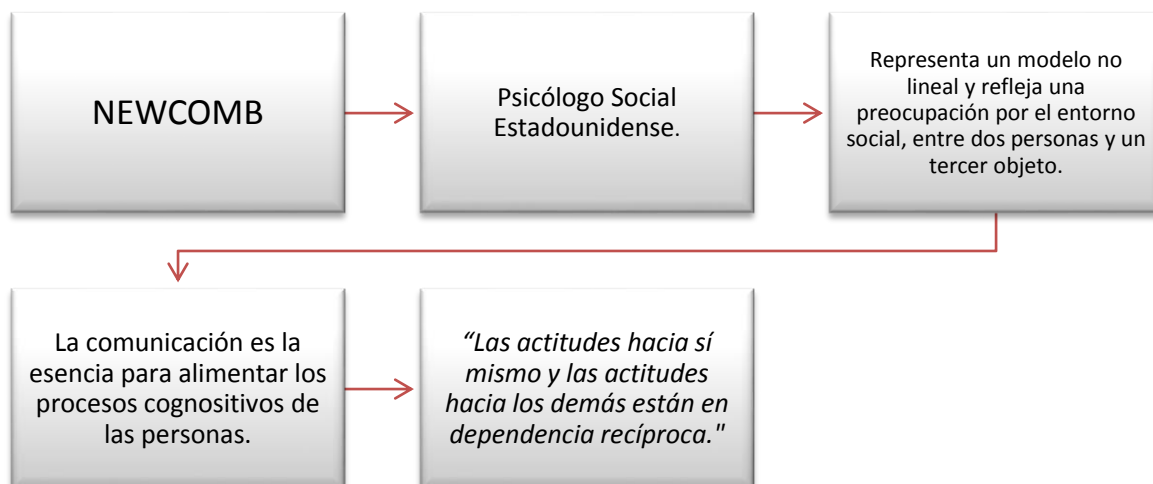 NEWCOMB
Psicólogo Social
Estadounidense.
Representa un modelo no
lineal y refleja una
preocupación por el entorno
social, entre dos personas y un
tercer objeto.
La comunicación es la
esencia para alimentar los
procesos cognositivos de
las personas.
“Las actitudes hacia sí
mismo y las actitudes
hacia los demás están en
dependencia recíproca."